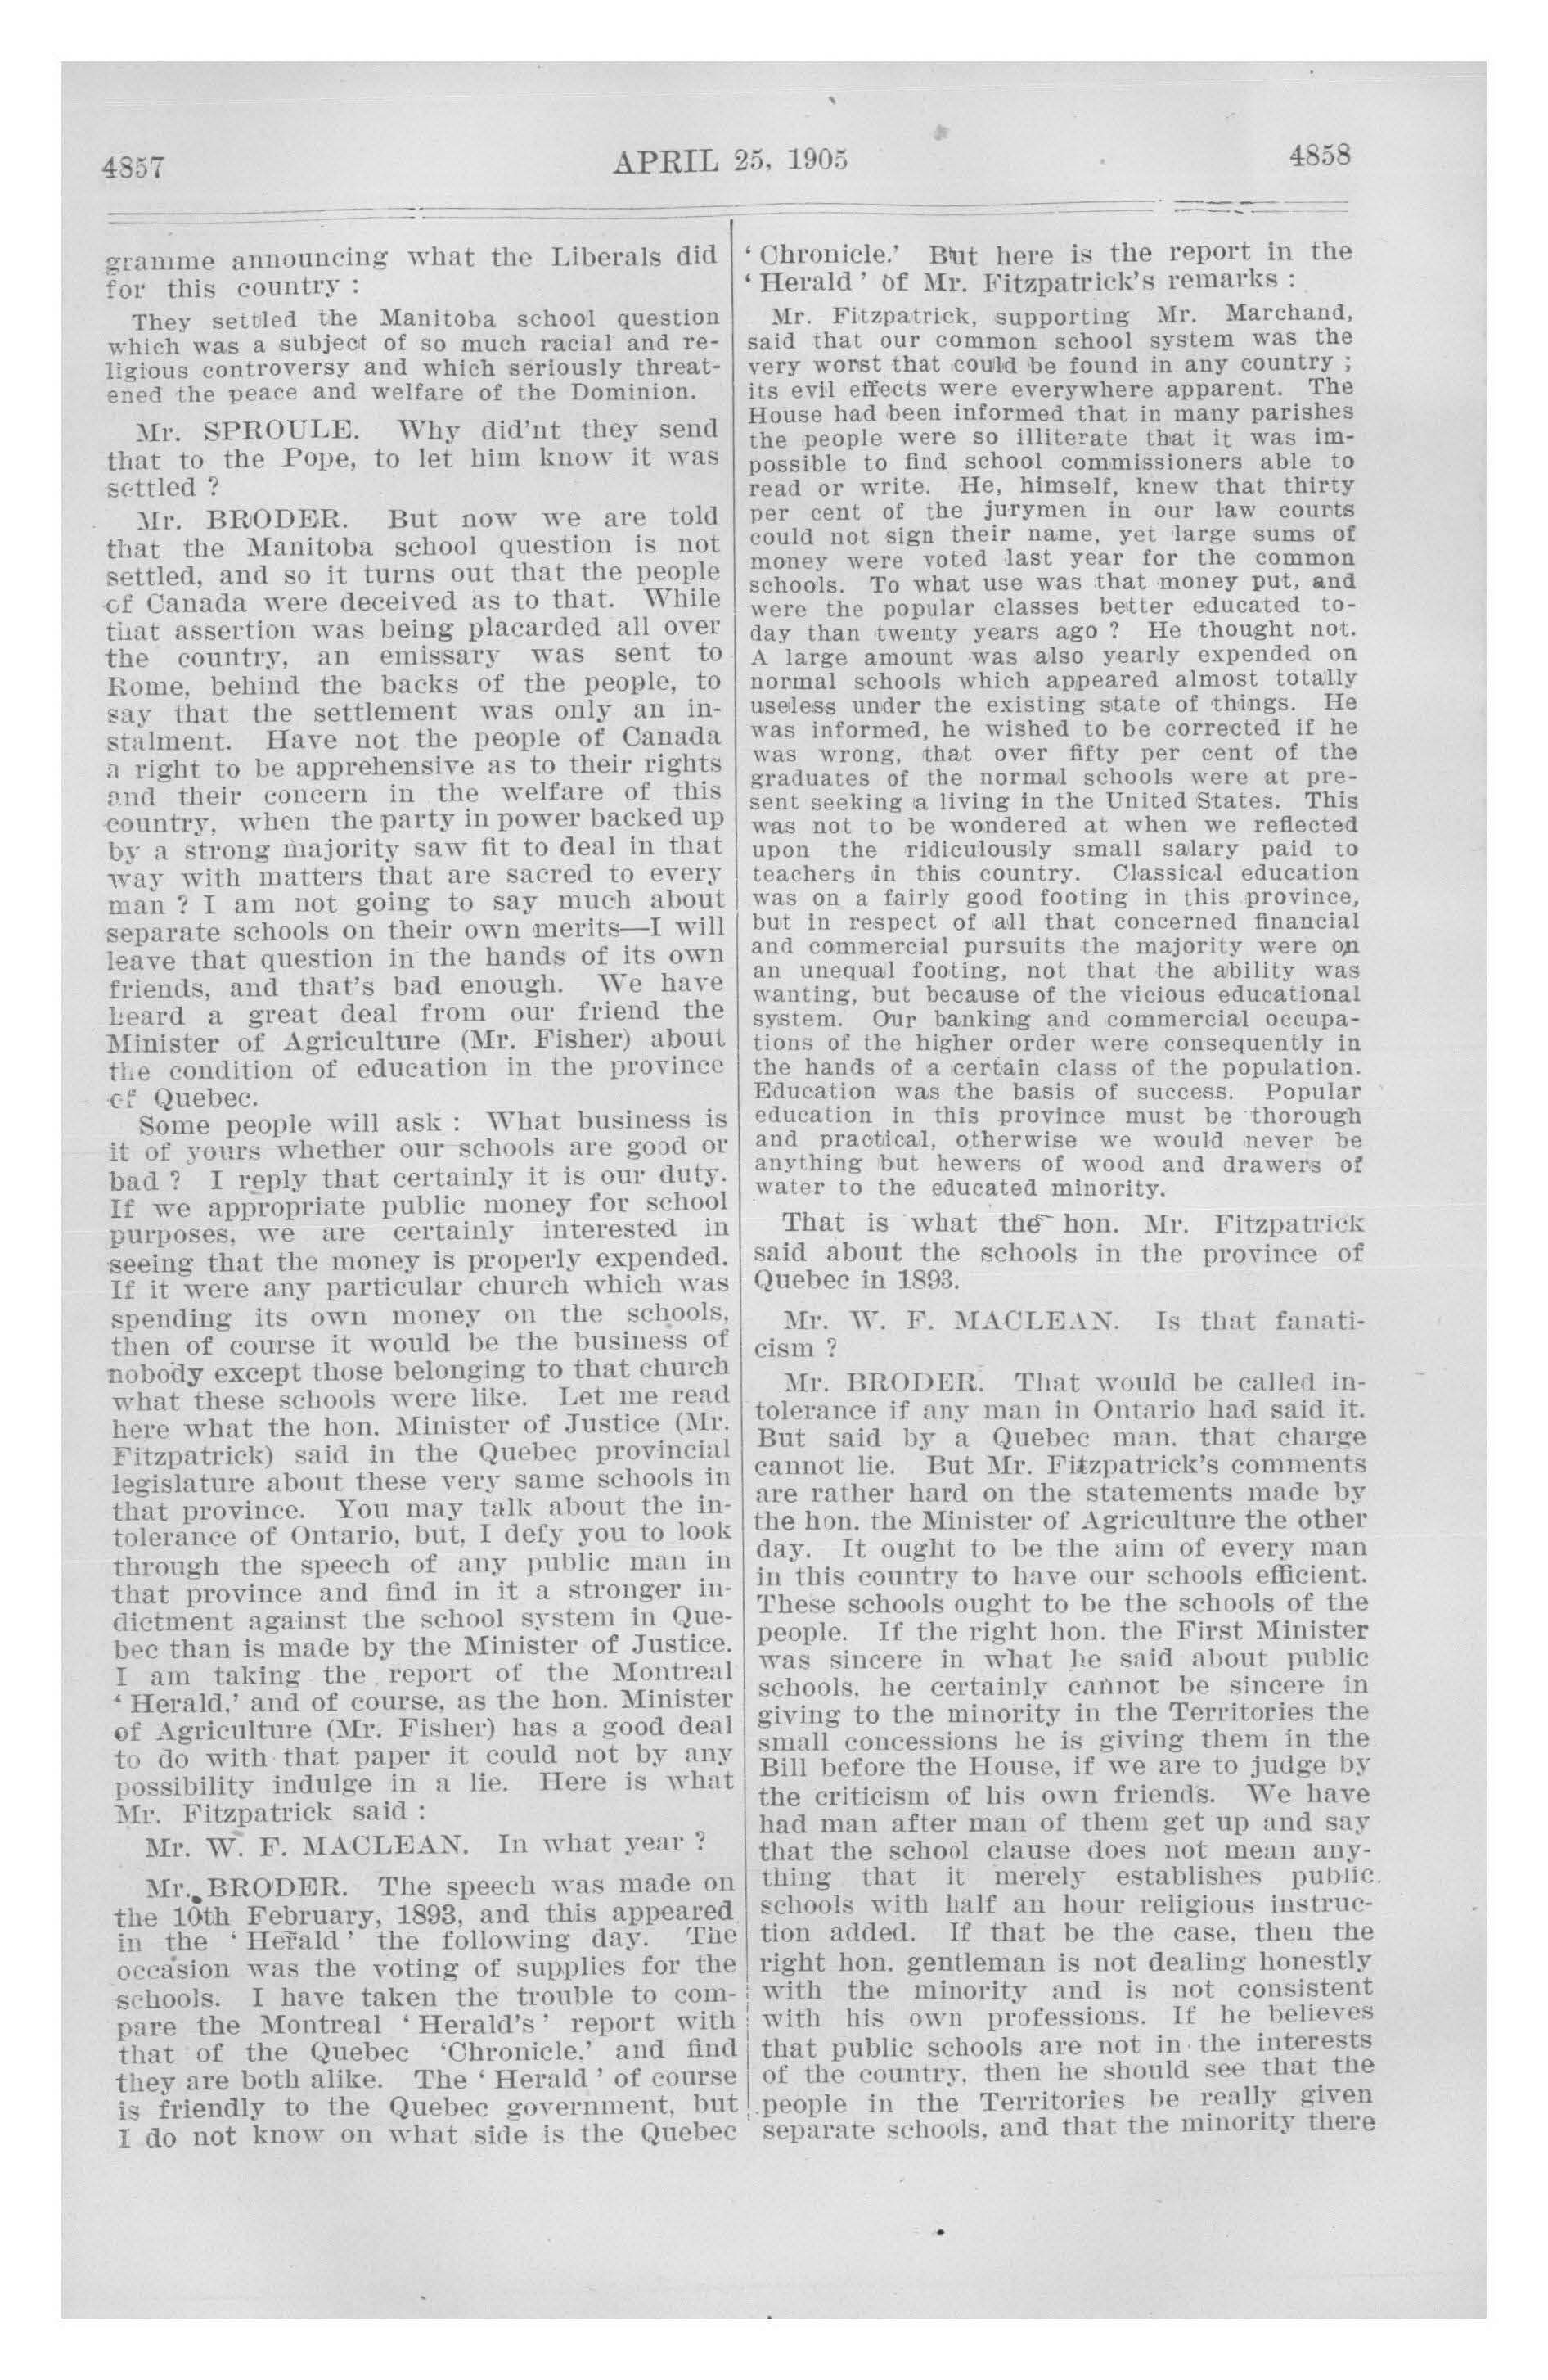 4857
APRIL 25, 1905
4858
gramme announcing what the Liberals did
for this country :
They settled the Manitoba school question
which was a subject of so much racial and re-
ligious controversy and which seriously threat-
ened the peace and welfare of the Dominion.
Mr. SPROULE. Why did'nt they send
that to the Pope, to let him know it was
settled ?
Mr. BRODER. But now we are told
that the Manitoba school question is not
settled, and so it turns out that the people
of Canada were deceived as to that. While
that assertion was being placarded all over
the country, an emissary was sent to
Rome, behind the backs of the people, to
say that the settlement was only an in-
stalment. Have not the people of Canada
a right to be apprehensive as to their rights
and their concern in the welfare of this
country, when the party in power backed up
by a strong majority saw fit to deal in that
way with matters that are sacred to every
man ? I am not going to say much about
separate schools on their own merits—I will
leave that question in the hands of its own
friends, and that's bad enough. We have
heard a great deal from our friend the
Minister of Agriculture (Mr. Fisher) about
the condition of education in the province
of Quebec.
Some people will ask : What business is
it of yours whether our schools are good or
bad ? I reply that certainly it is our duty.
If we appropriate public money for school
purposes, we are certainly interested in
seeing that the money is properly expended.
If it were any particular church which was
spending its own money on the schools,
then of course it would be the business of
nobody except those belonging to that church
what these schools were like. Let me read
here what the hon. Minister of Justice (Mr.
Fitzpatrick) said in the Quebec provincial
legislature about these very same schools in
that province. You may talk about the in-
tolerance of Ontario, but, I defy you to look
through the speech of any public man in
that province and find in it a stronger in-
dictment against the school system in Que-
bec than is made by the Minister of Justice.
I am taking the report of the Montreal
‘ Herald,’ and of course, as the hon. Minister
of Agriculture (Mr. Fisher) has a good deal
to do with that paper it could not by any
possibility indulge in a lie. Here is what
Mr. Fitzpatrick said :
Mr. W. F. MACLEAN. In what year ?
Mr. BRODER. The speech was made on
the 10th February, 1893, and this appeared
in the ‘ Herald ’ the following day. The
occasion was the voting of supplies for the
schools. I have taken the trouble to com-
pare the Montreal ‘ Herald's ’ report with
that of the Quebec ‘Chronicle,’ and find
they are both alike. The ‘ Herald ’ of course
is friendly to the Quebec government, but
I do not know on what side is the Quebec
‘ Chronicle.’ But here is the report in the
‘ Herald ’ of Mr. Fitzpatrick's remarks :
Mr. Fitzpatrick, supporting Mr. Marchand,
said that our common school system was the
very worst that could be found in any country ;
its evil effects were everywhere apparent. The
House had been informed that in many parishes
the people were so illiterate that it was im-
possible to find school commissioners able to
read or write. He, himself, knew that thirty
per cent of the jurymen in our law courts
could not sign their name, yet large sums of
money were voted last year for the common
schools. To what use was that money put, and
were the popular classes better educated to-
day than twenty years ago ? He thought not.
A large amount was also yearly expended on
normal schools which appeared almost totally
useless under the existing state of things. He
was informed, he wished to be corrected if he
was wrong, that over fifty per cent of the
graduates of the normal schools were at pre-
sent seeking a living in the United States. This
was not to be wondered at when we reflected
upon the ridiculously small salary paid to
teachers in this country. Classical education
was on a fairly good footing in this province,
but in respect of all that concerned financial
and commercial pursuits the majority were on
an unequal footing, not that the ability was
wanting, but because of the vicious educational
system. Our banking and commercial occupa-
tions of the higher order were consequently in
the hands of a certain class of the population.
Education was the basis of success. Popular
education in this province must be thorough
and practical, otherwise we would never be
anything but hewers of wood and drawers of
water to the educated minority.
That is what the hon. Mr. Fitzpatrick
said about the schools in the province of
Quebec in 1893.
Mr. W. F. MACLEAN. Is that fanati-
cism ?
Mr. BRODER. That would be called in-
tolerance if any man in Ontario had said it.
But said by a Quebec man. that charge
cannot lie. But Mr. Fitzpatrick's comments
are rather hard on the statements made by
the hon. the Minister of Agriculture the other
day. It ought to be the aim of every man
in this country to have our schools efficient.
These schools ought to be the schools of the
people. If the right hon. the First Minister
was sincere in what he said about public
schools, he certainly cannot be sincere in
giving to the minority in the Territories the
small concessions he is giving them in the
Bill before the House, if we are to judge by
the criticism of his own friends. We have
had man after man of them get up and say
that the school clause does not mean any-
thing that it merely establishes public
schools with half an hour religious instruc-
tion added. If that be the case, then the
right hon. gentleman is not dealing honestly
with the minority and is not consistent
with his own professions. If he believes
that public schools are not in the interests
of the country, then he should see that the
people in the Territories be really given
separate schools, and that the minority there